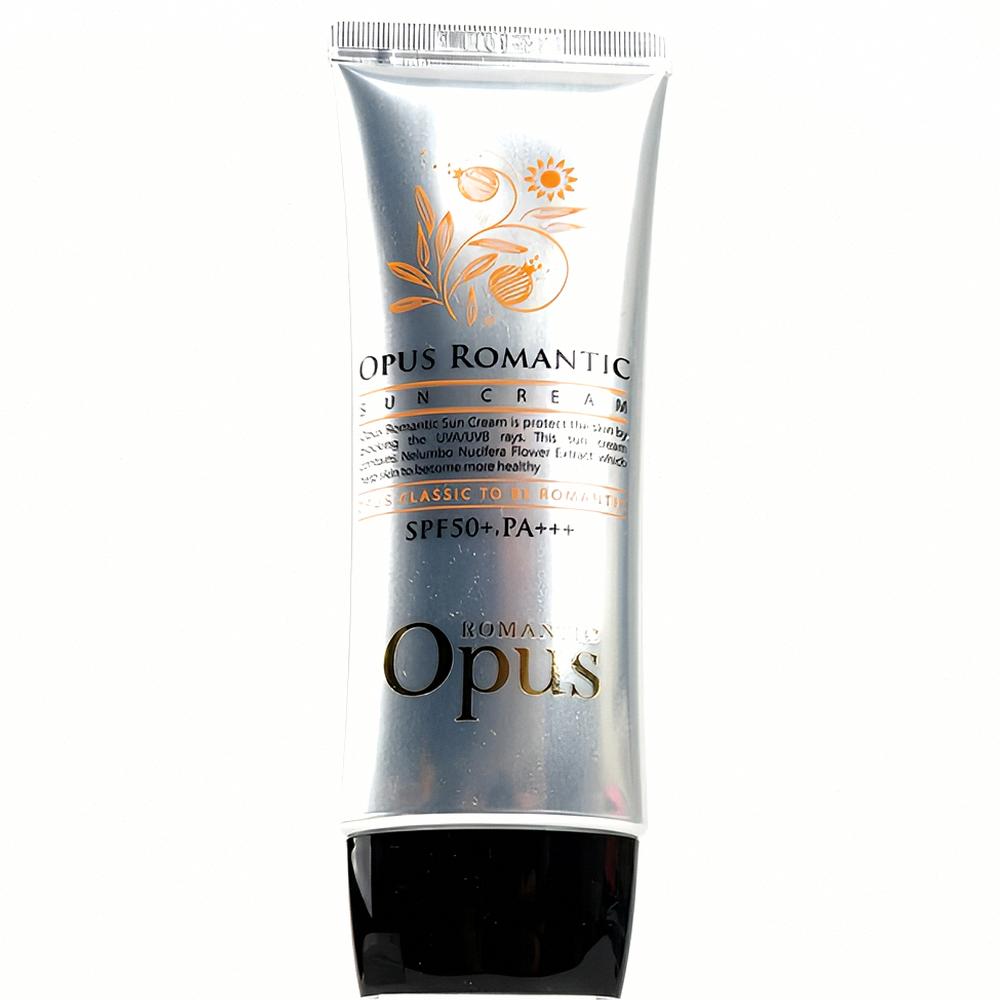 OPUS ROMANTIC
SUN CREAM
Opus Romantic Sun Cream is protect the skin by
blocking the UVA/UVB rays. This sun cream
contains Nelumbo Nucifera Flower Extract which
help skin to become more healthy
OPUS CLASSIC TO BE ROMANTIC
SPF50+, PA+++
ROMANTIC
Opus